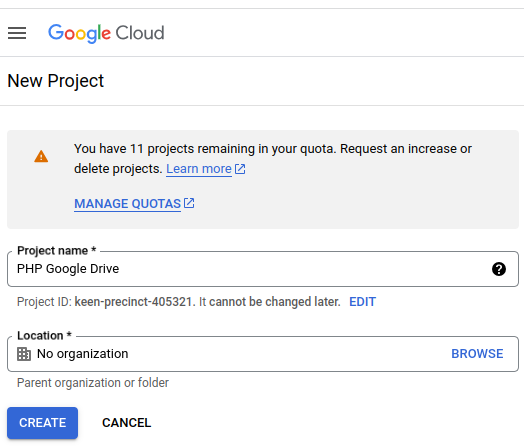 Google Cloud
New Project
You have 11 projects remaining in your quota. Request an increase or
delete projects. Learn more
MANAGE QUOTAS
Project name *
PHP Google Drive
Project ID: keen-precinct-405321. It cannot be changed later. EDIT
Location *
No organization BROWSE
Parent organization or folder
CREATE CANCEL